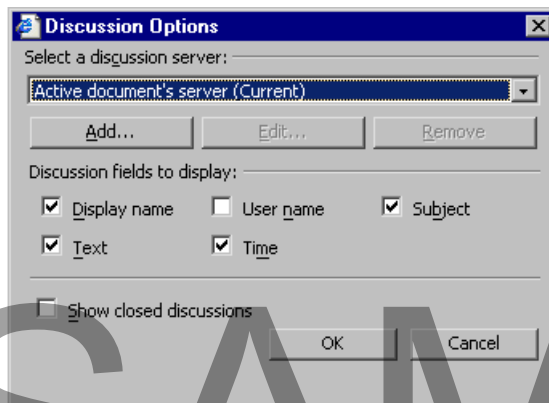 Discussion Options
Select a discussion server:
Active document's server (Current)
Add... Edit... Remove
Discussion fields to display:
Display name User name Subject
Text Time
Show closed discussions
OK Cancel
SAM